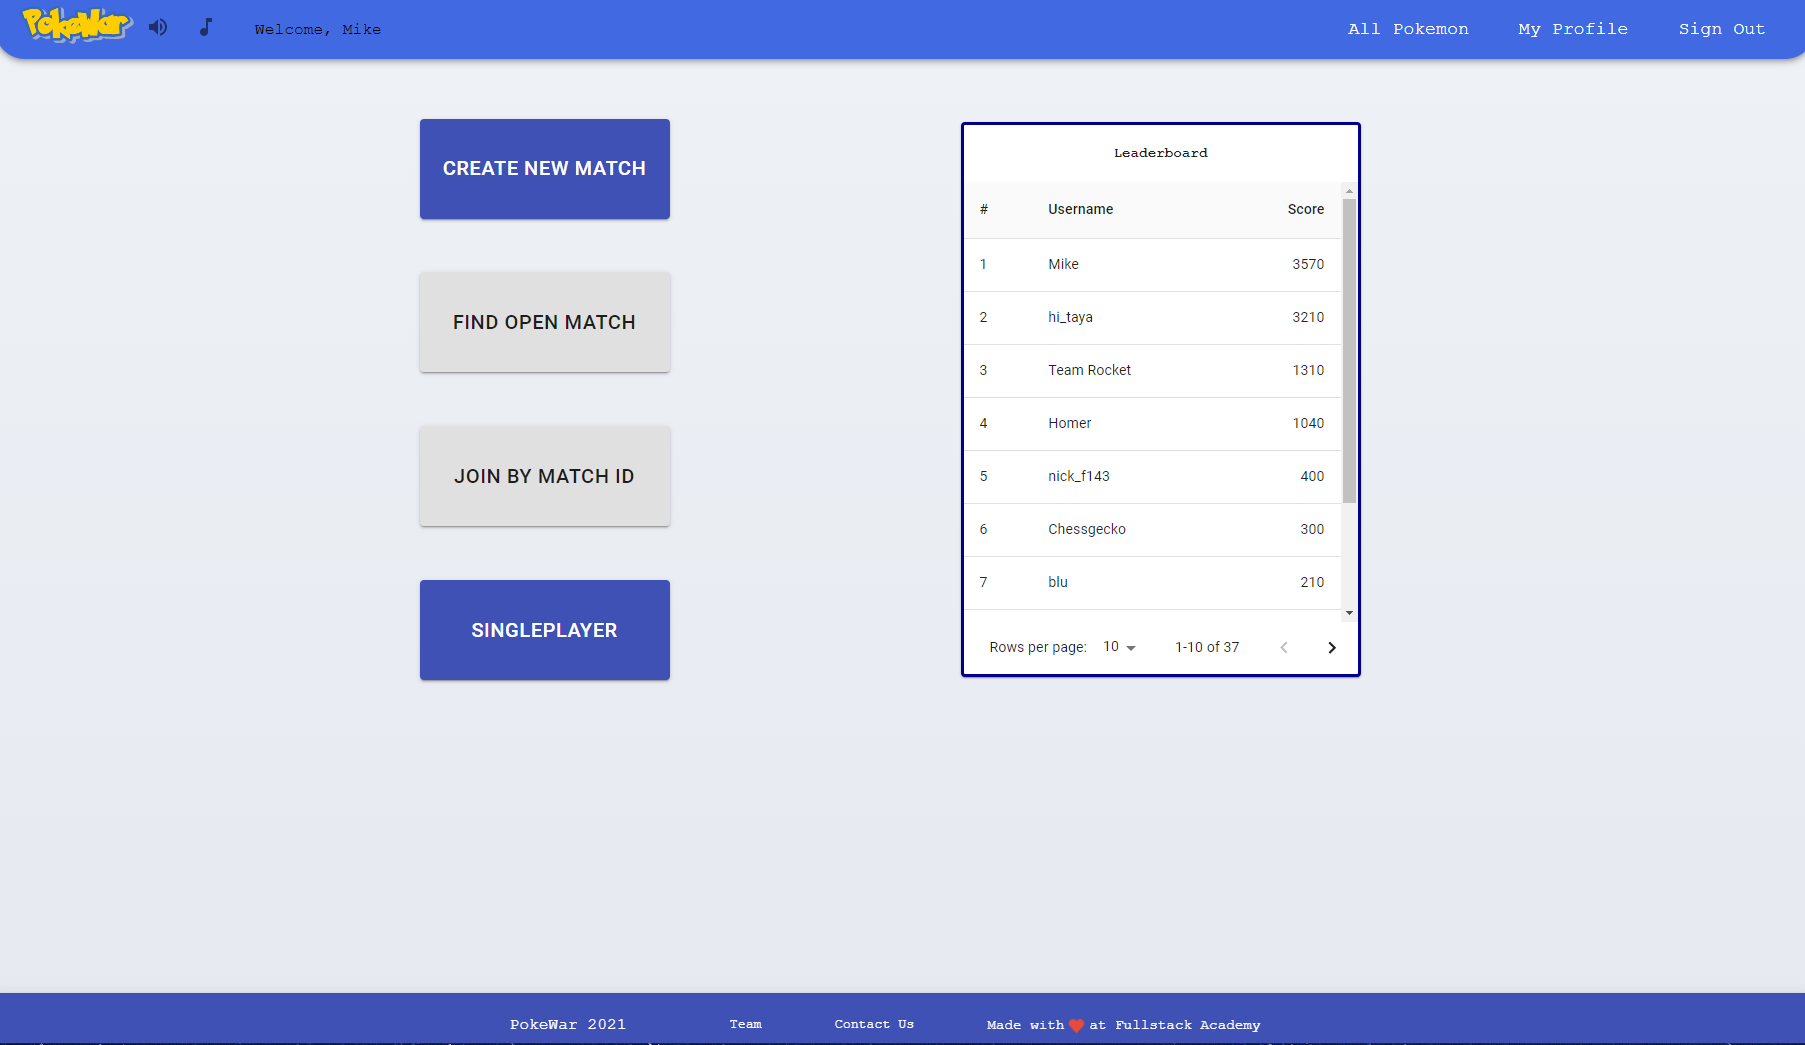 PokeWar
Welcome, Mike
All Pokemon
My Profile
Sign Out
CREATE NEW MATCH
FIND OPEN MATCH
JOIN BY MATCH ID
SINGLEPLAYER
Leaderboard
# Username Score
1 Mike 3570
2 hi_taya 3210
3 Team Rocket 1310
4 Homer 1040
5 nick_f143 400
6 Chessgecko 300
7 blu 210
Rows per page: 10 1-10 of 37
PokeWar 2021
Team
Contact Us
Made with ❤ at Fullstack Academy